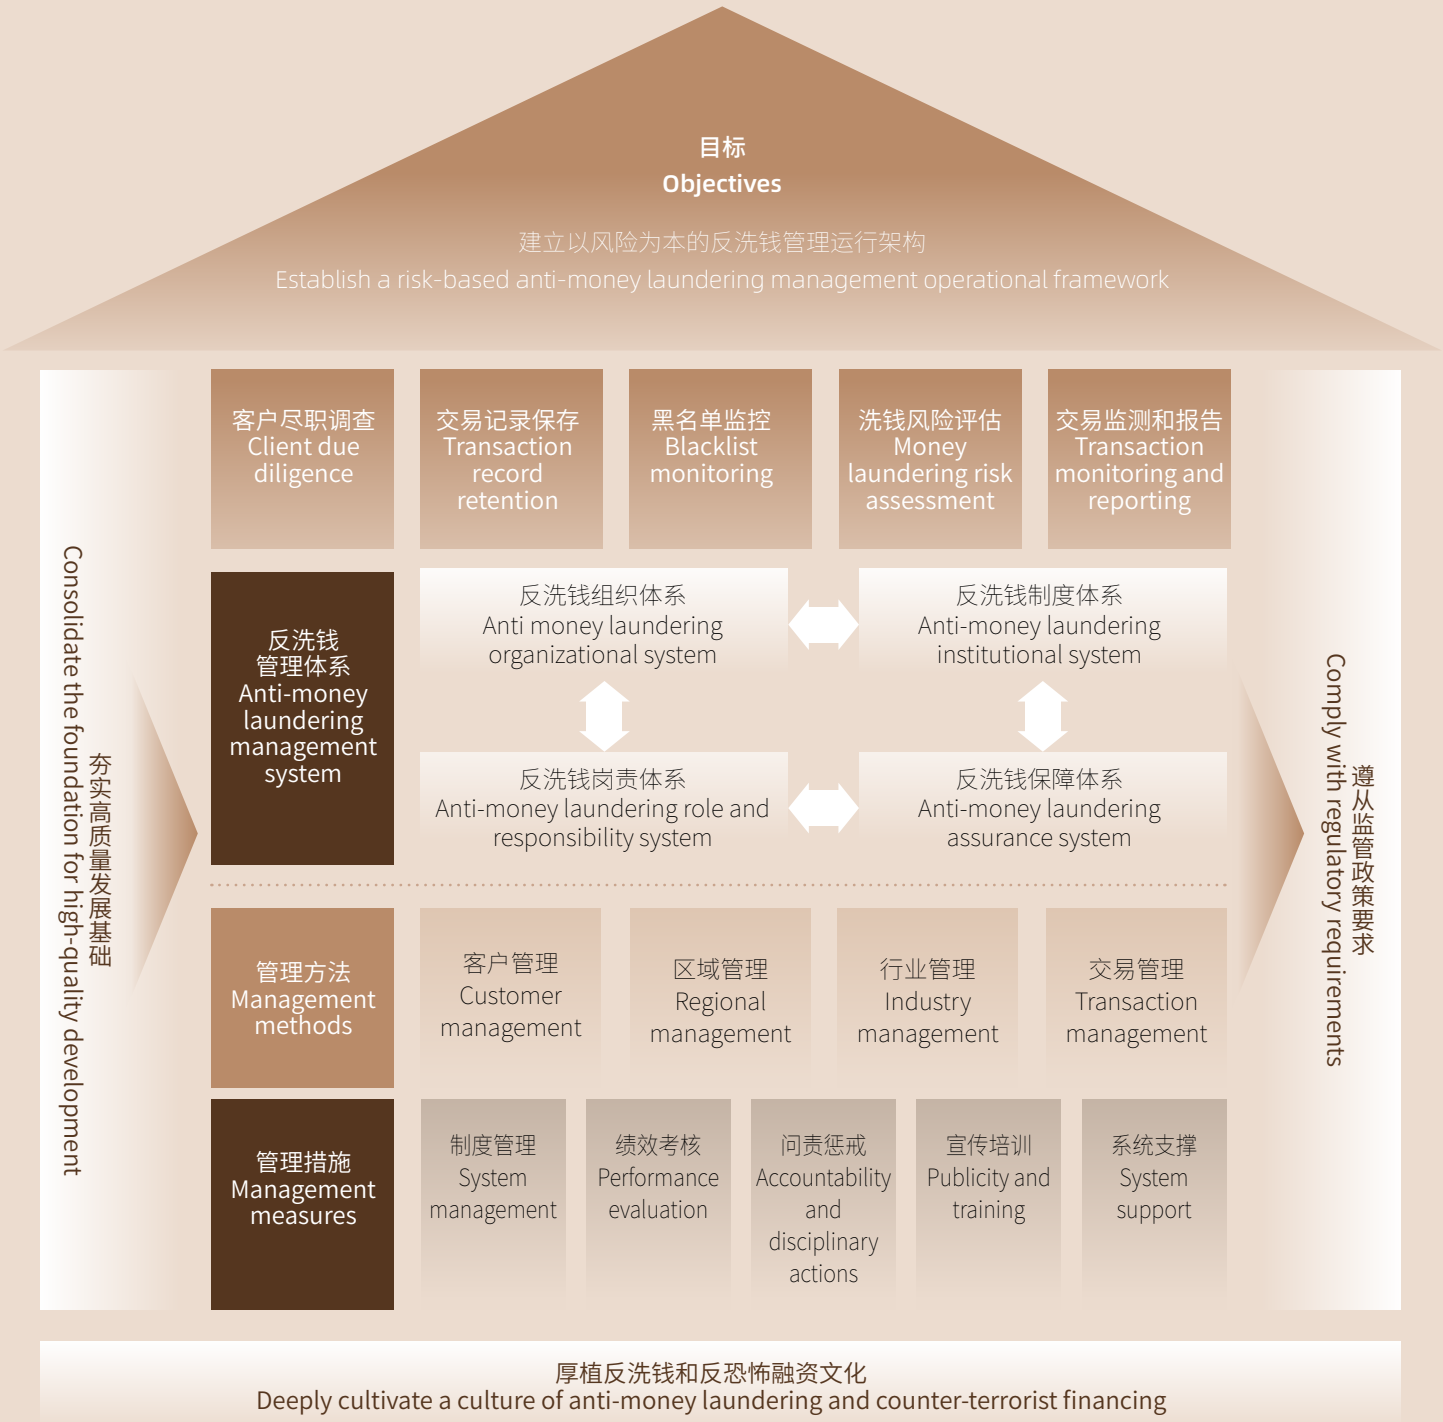 目标
Objectives
建立以风险为本的反洗钱管理运行架构
Establish a risk-based anti-money laundering management operational framework
夯实高质量发展基础
Consolidate the foundation for high-quality development
客户尽职调查
Client due
diligence
交易记录保存
Transaction
record
retention
黑名单监控
Blacklist
monitoring
洗钱风险评估
Money
laundering risk
assessment
交易监测和报告
Transaction
monitoring and
reporting
反洗钱
管理体系
Anti-money
laundering
management
system
反洗钱组织体系
Anti money laundering
organizational system
反洗钱制度体系
Anti-money laundering
institutional system
反洗钱岗责体系
Anti-money laundering role and
responsibility system
反洗钱保障体系
Anti-money laundering
assurance system
管理方法
Management
methods
客户管理
Customer
management
区域管理
Regional
management
行业管理
Industry
management
交易管理
Transaction
management
管理措施
Management
measures
制度管理
System
management
绩效考核
Performance
evaluation
问责惩戒
Accountability
and
disciplinary
actions
宣传培训
Publicity and
training
系统支撑
System
support
遵从监管政策要求
Comply with regulatory requirements
厚植反洗钱和反恐怖融资文化
Deeply cultivate a culture of anti-money laundering and counter-terrorist financing